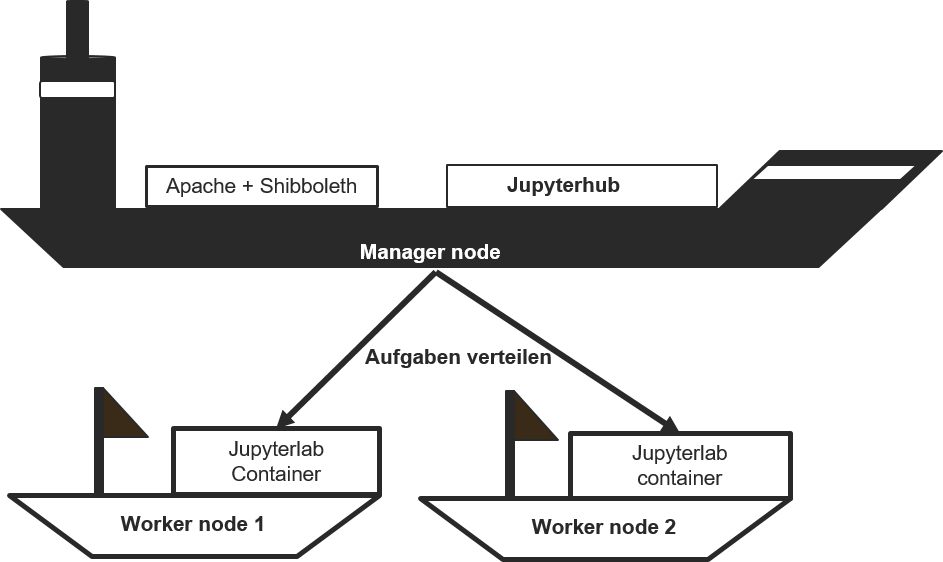 Apache + Shibboleth
Jupyterhub
Manager node
Aufgaben verteilen
Jupyterlab
Container
Worker node 1
Jupyterlab
container
Worker node 2